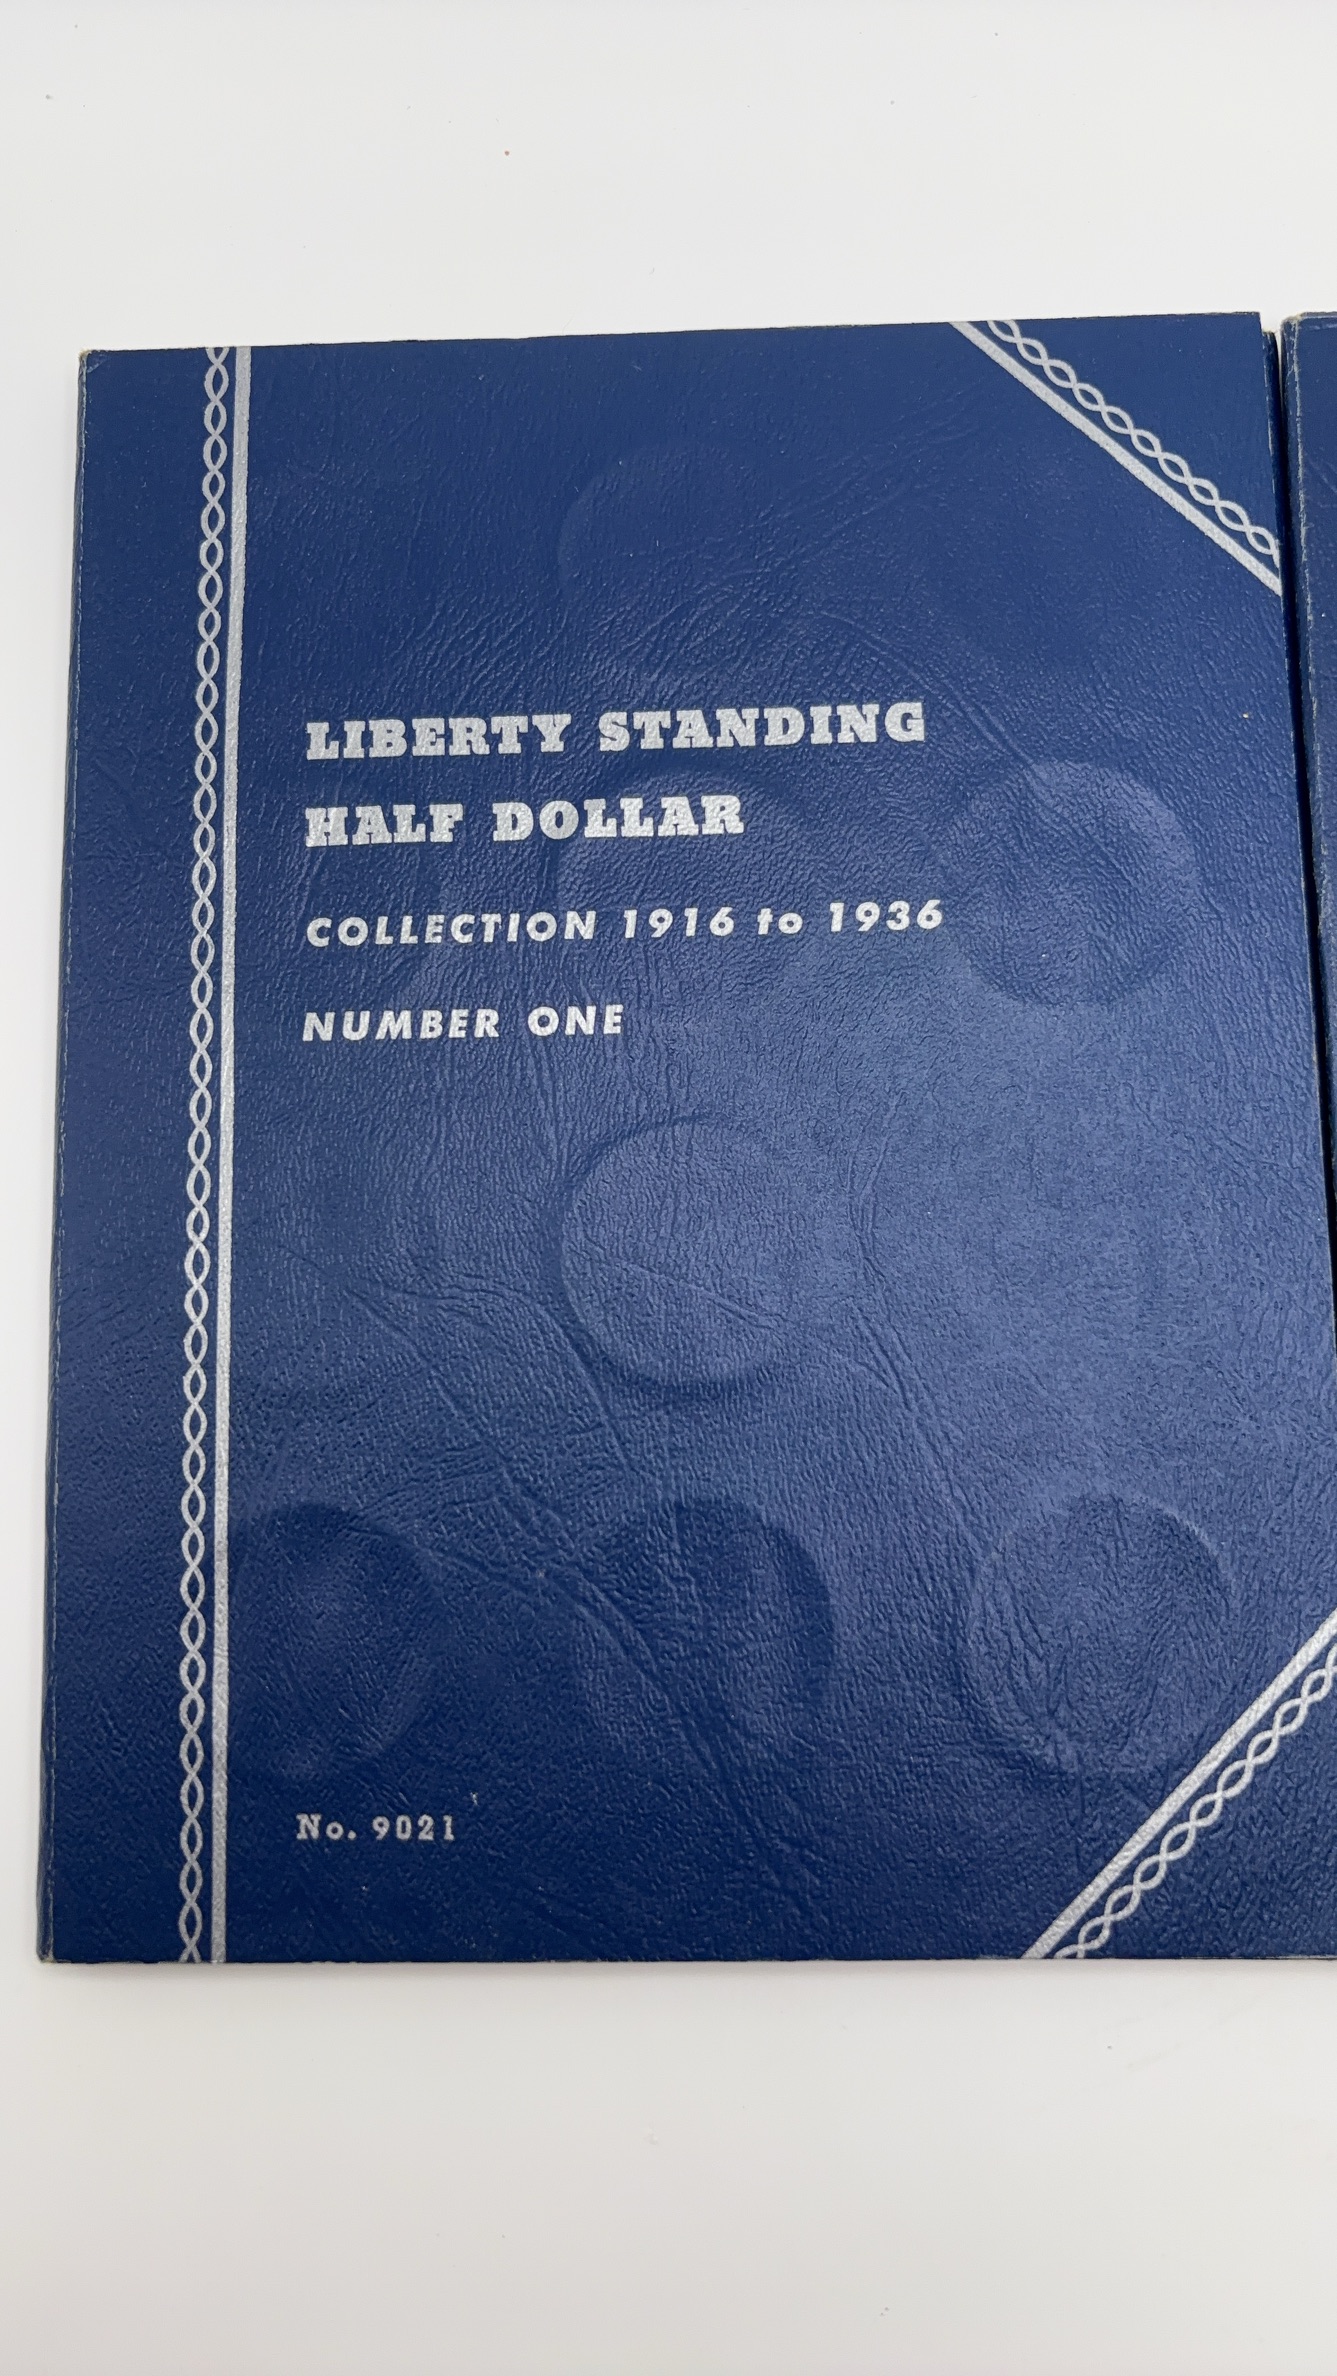 LIBERTY STANDING
HALF DOLLAR
COLLECTION 1916 to 1936
NUMBER ONE
No. 9021